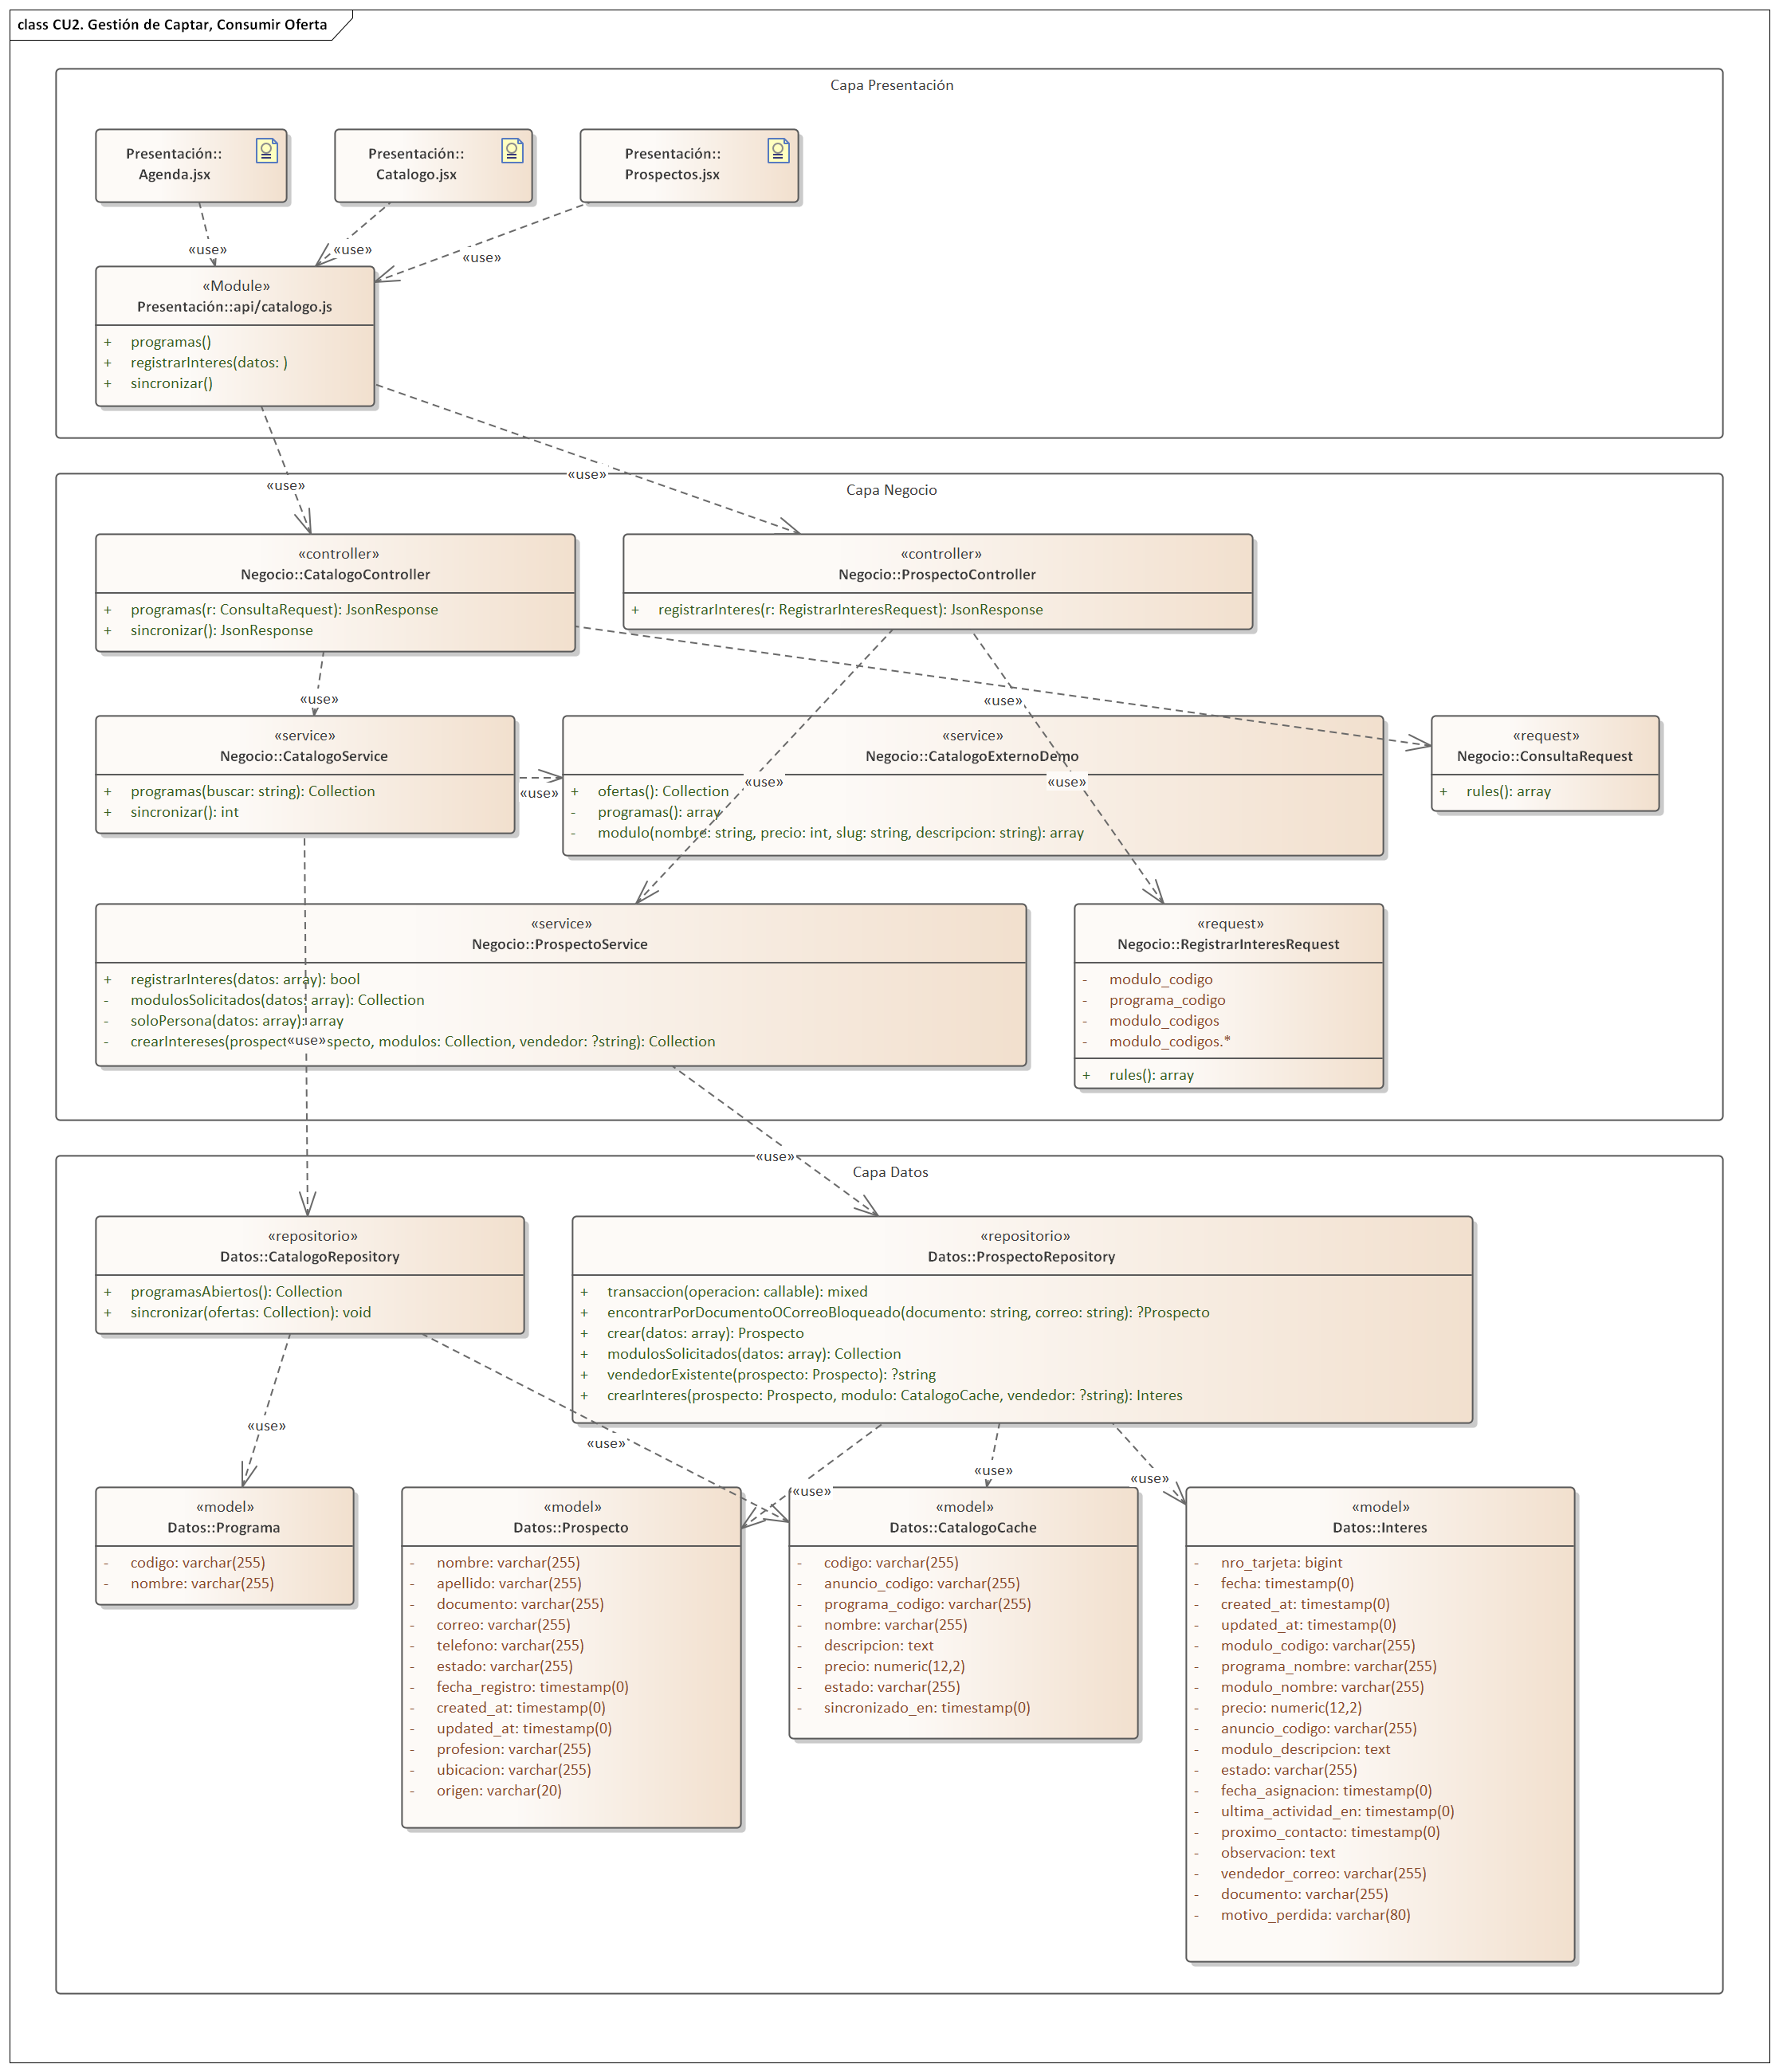 class CU2. Gestión de Captar, Consumir Oferta
Capa Presentación
Presentación::
Agenda.jsx
Presentación::
Catalogo.jsx
Presentación::
Prospectos.jsx
«use»
«use»
«use»
«Module»
Presentación::api/catalogo.js
+ programas()
+ registrarInteres(datos: )
+ sincronizar()
«use»
«use»
Capa Negocio
«controller»
Negocio::CatalogoController
+ programas(r: ConsultaRequest): JsonResponse
+ sincronizar(): JsonResponse
«controller»
Negocio::ProspectoController
+ registrarInteres(r: RegistrarInteresRequest): JsonResponse
«use»
«use»
«service»
Negocio::CatalogoService
+ programas(buscar: string): Collection
+ sincronizar(): int
«use»
«service»
Negocio::CatalogoExternoDemo
+ ofertas(): Collection
- programas(): array
- modulo(nombre: string, precio: int, slug: string, descripcion: string): array
«use»
«use»
«request»
Negocio::ConsultaRequest
+ rules(): array
«service»
Negocio::ProspectoService
+ registrarInteres(datos: array): bool
- modulosSolicitados(datos: array): Collection
- soloPersona(datos: array): array
- crearIntereses(prospect «use» specto, modulos: Collection, vendedor: ?string): Collection
«request»
Negocio::RegistrarInteresRequest
- modulo_codigo
- programa_codigo
- modulo_codigos
- modulo_codigos.*
+ rules(): array
«use»
Capa Datos
«repositorio»
Datos::CatalogoRepository
+ programasAbiertos(): Collection
+ sincronizar(ofertas: Collection): void
«repositorio»
Datos::ProspectoRepository
+ transaccion(operacion: callable): mixed
+ encontrarPorDocumentoOCorreoBloqueado(documento: string, correo: string): ?Prospecto
+ crear(datos: array): Prospecto
+ modulosSolicitados(datos: array): Collection
+ vendedorExistente(prospecto: Prospecto): ?string
+ crearInteres(prospecto: Prospecto, modulo: CatalogoCache, vendedor: ?string): Interes
«use»
«use»
«use»
«use»
«use»
«model»
Datos::Programa
- codigo: varchar(255)
- nombre: varchar(255)
«model»
Datos::Prospecto
- nombre: varchar(255)
- apellido: varchar(255)
- documento: varchar(255)
- correo: varchar(255)
- telefono: varchar(255)
- estado: varchar(255)
- fecha_registro: timestamp(0)
- created_at: timestamp(0)
- updated_at: timestamp(0)
- profesion: varchar(255)
- ubicacion: varchar(255)
- origen: varchar(20)
«model»
Datos::CatalogoCache
- codigo: varchar(255)
- anuncio_codigo: varchar(255)
- programa_codigo: varchar(255)
- nombre: varchar(255)
- descripcion: text
- precio: numeric(12,2)
- estado: varchar(255)
- sincronizado_en: timestamp(0)
«model»
Datos::Interes
- nro_tarjeta: bigint
- fecha: timestamp(0)
- created_at: timestamp(0)
- updated_at: timestamp(0)
- modulo_codigo: varchar(255)
- programa_nombre: varchar(255)
- modulo_nombre: varchar(255)
- precio: numeric(12,2)
- anuncio_codigo: varchar(255)
- modulo_descripcion: text
- estado: varchar(255)
- fecha_asignacion: timestamp(0)
- ultima_actividad_en: timestamp(0)
- proximo_contacto: timestamp(0)
- observacion: text
- vendedor_correo: varchar(255)
- documento: varchar(255)
- motivo_perdida: varchar(80)